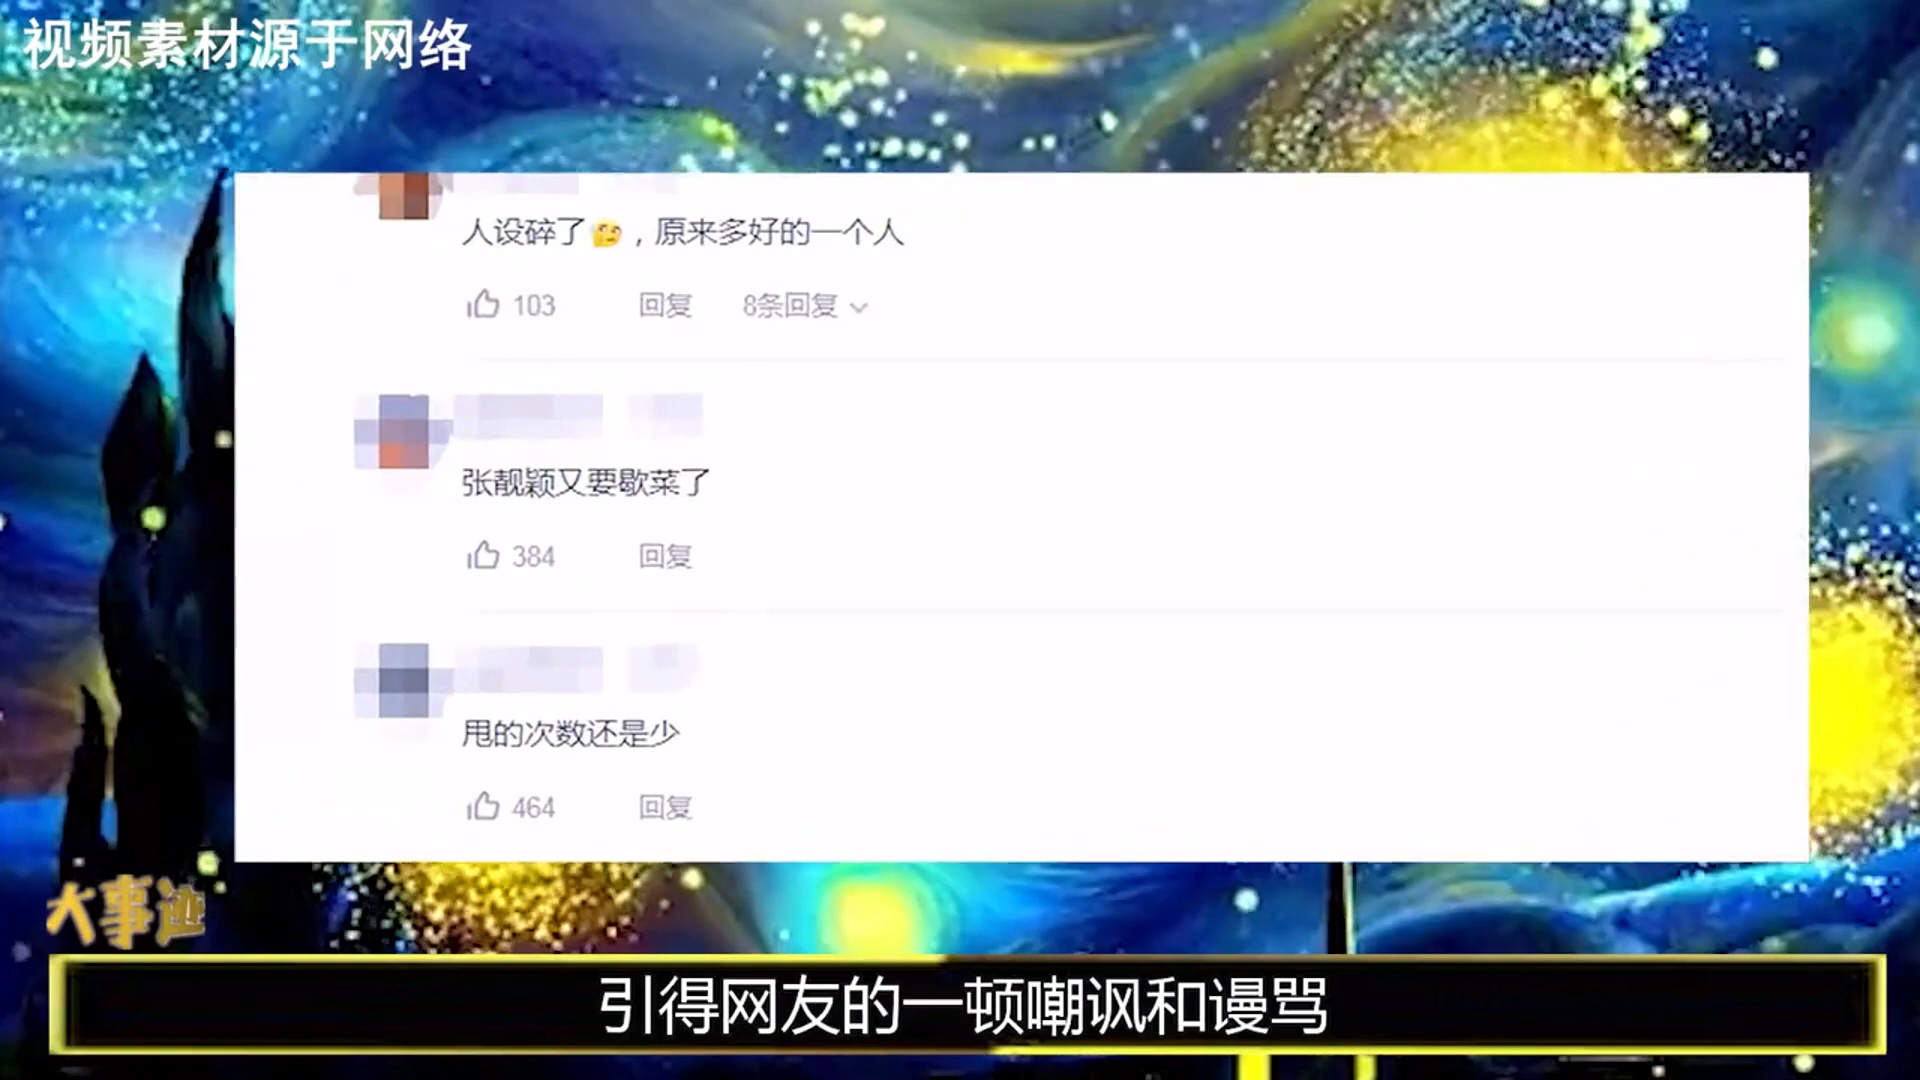 视频素材源于网络
人设碎了🤔，原来多好的一个人
103 回复 8条回复
张靓颖又要歇菜了
384 回复
甩的次数还是少
464 回复
大事迹
引得网友的一顿嘲讽和谩骂